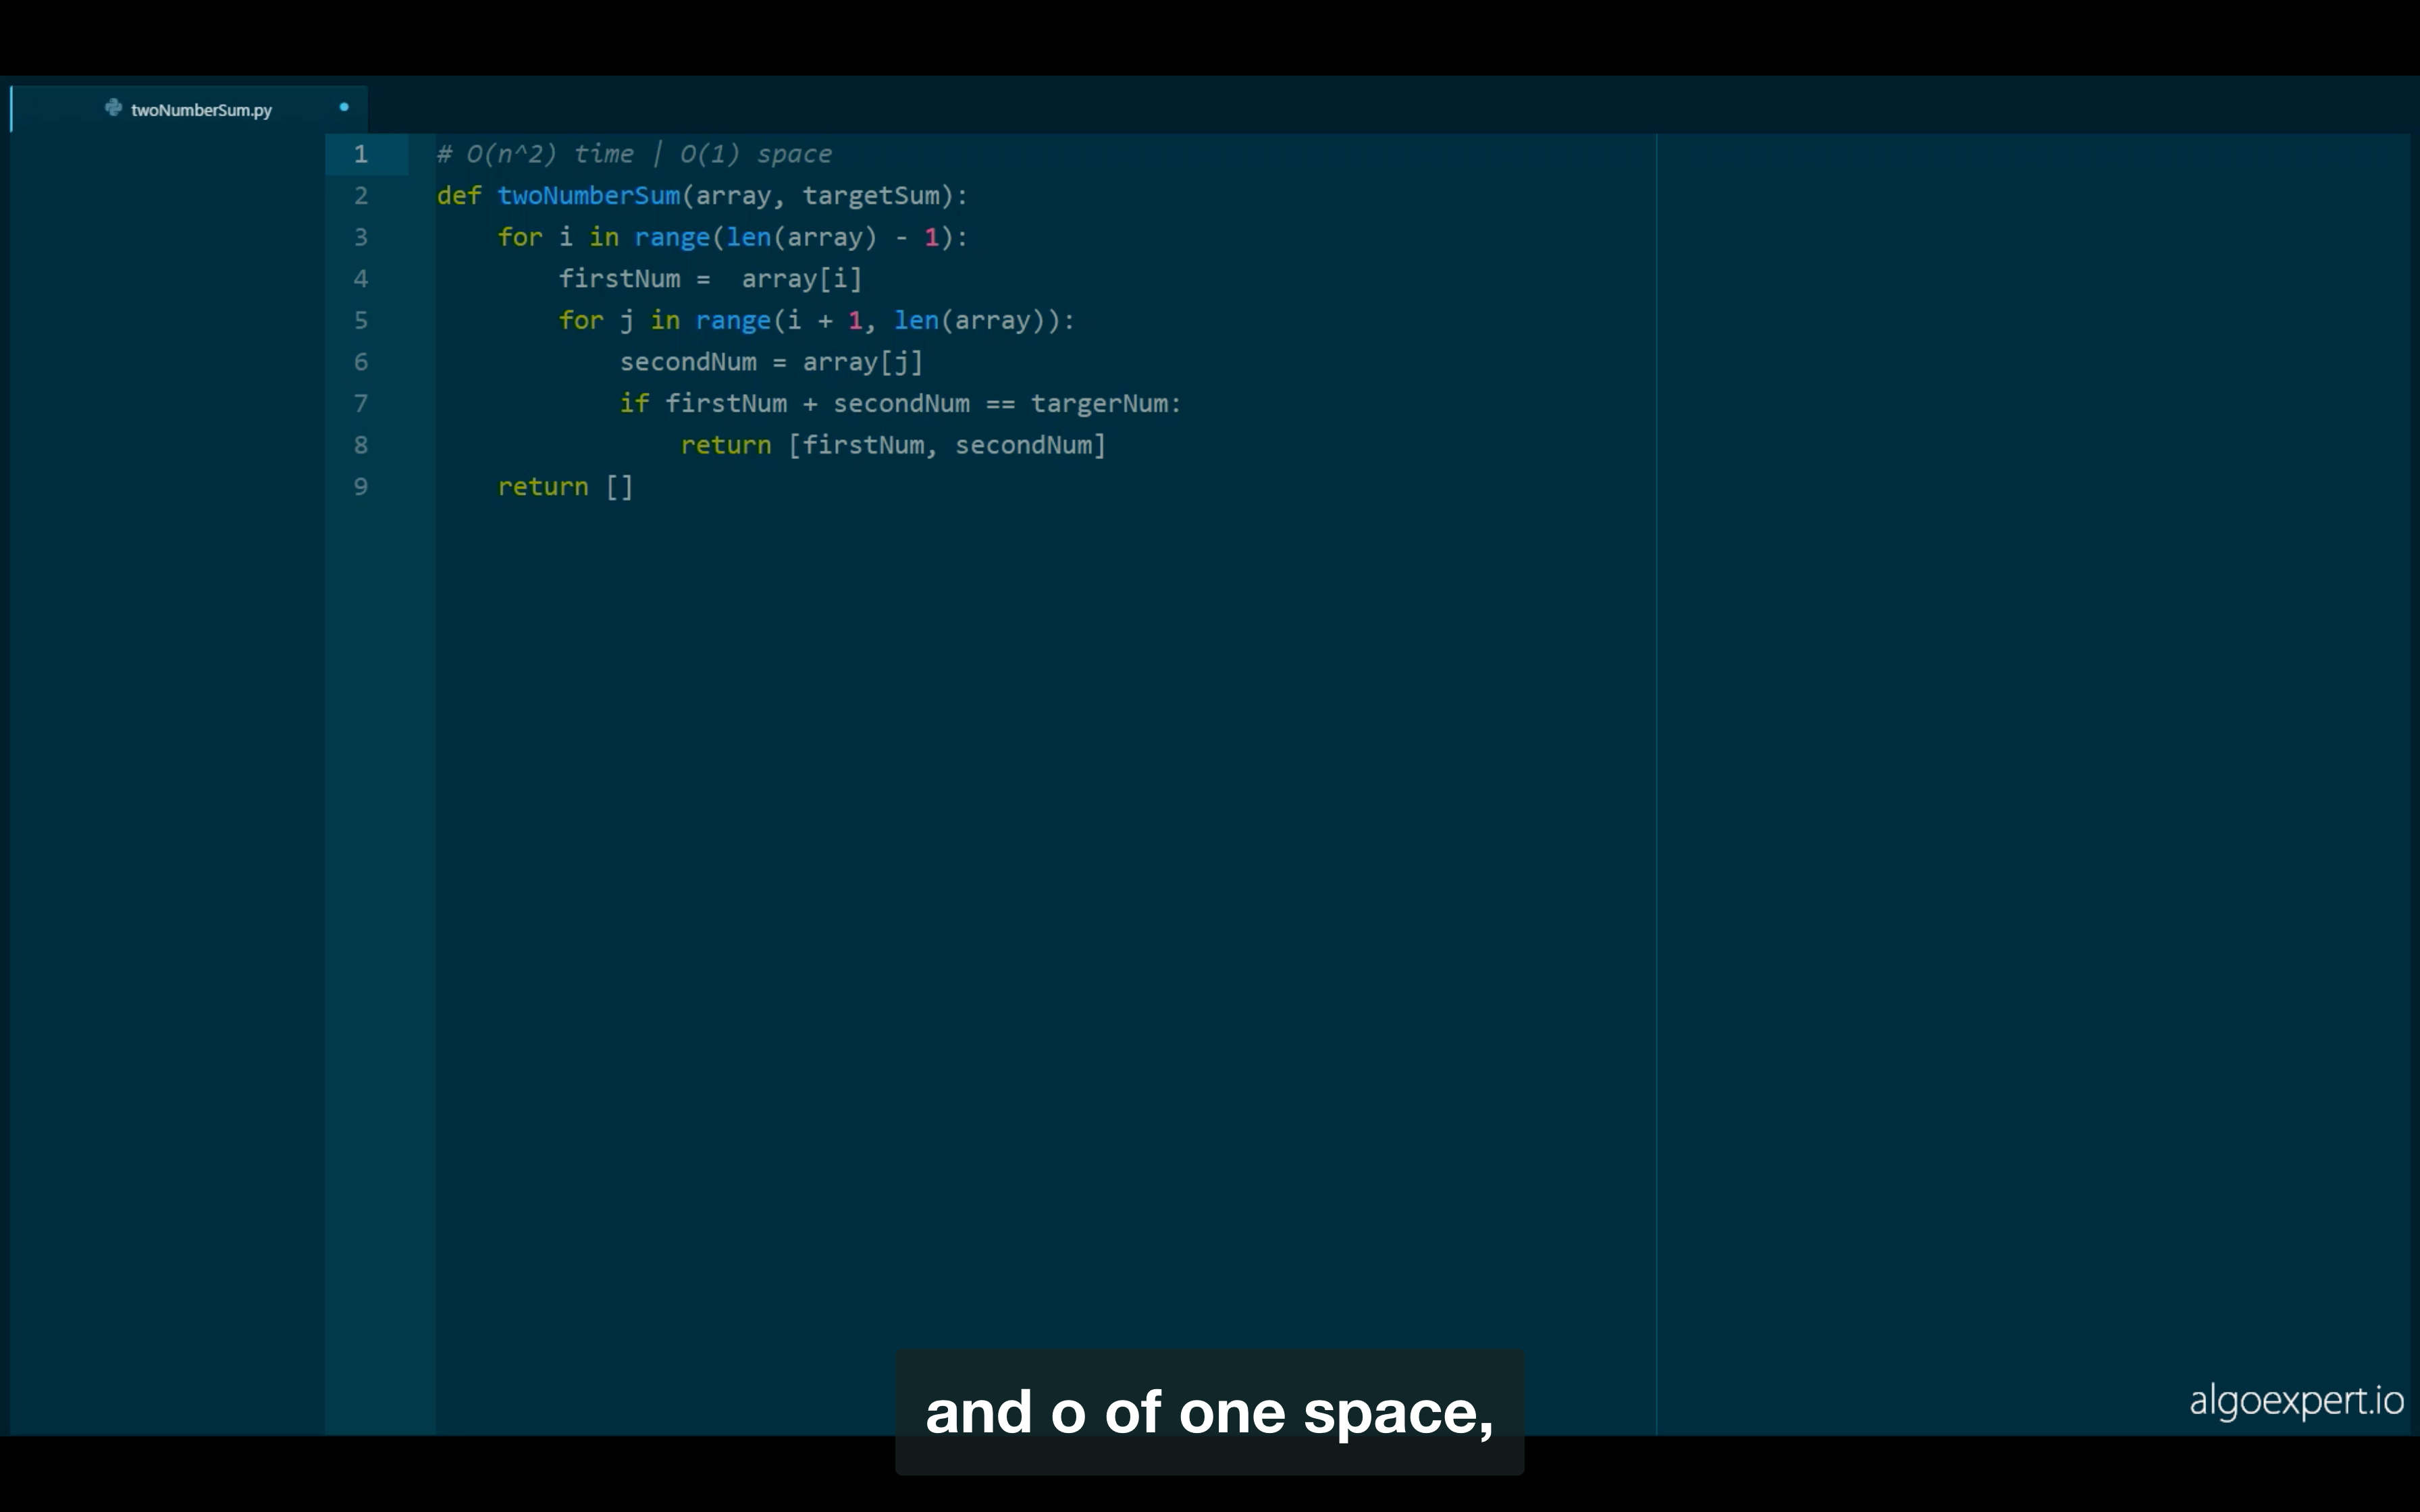 twoNumberSum.py
1 # O(n^2) time | O(1) space
2 def twoNumberSum(array, targetSum):
3     for i in range(len(array) - 1):
4         firstNum =  array[i]
5         for j in range(i + 1, len(array)):
6             secondNum = array[j]
7             if firstNum + secondNum == targerNum:
8                 return [firstNum, secondNum]
9     return []
algoexpert.io
and o of one space,